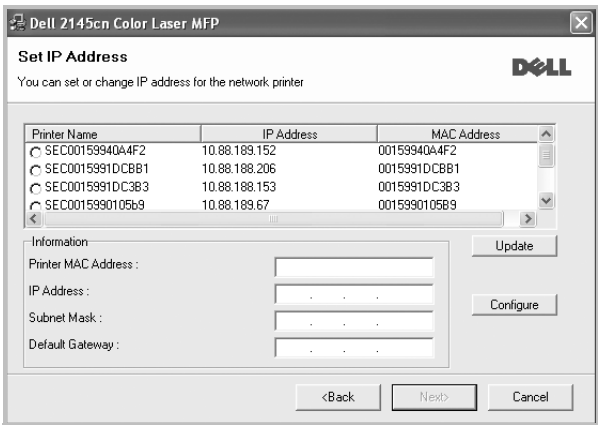 Dell 2145cn Color Laser MFP
Set IP Address
You can set or change IP address for the network printer
DELL
Printer Name IP Address MAC Address
SEC00159940A4F2 10.88.189.152 00159940A4F2
SEC0015991DCBB1 10.88.189.206 0015991DCBB1
SEC0015991DC3B3 10.88.189.153 0015991DC3B3
SEC0015990105b9 10.88.189.67 0015990105B9
Information
Printer MAC Address :
IP Address :
Subnet Mask :
Default Gateway :
Update
Configure
<Back Next> Cancel